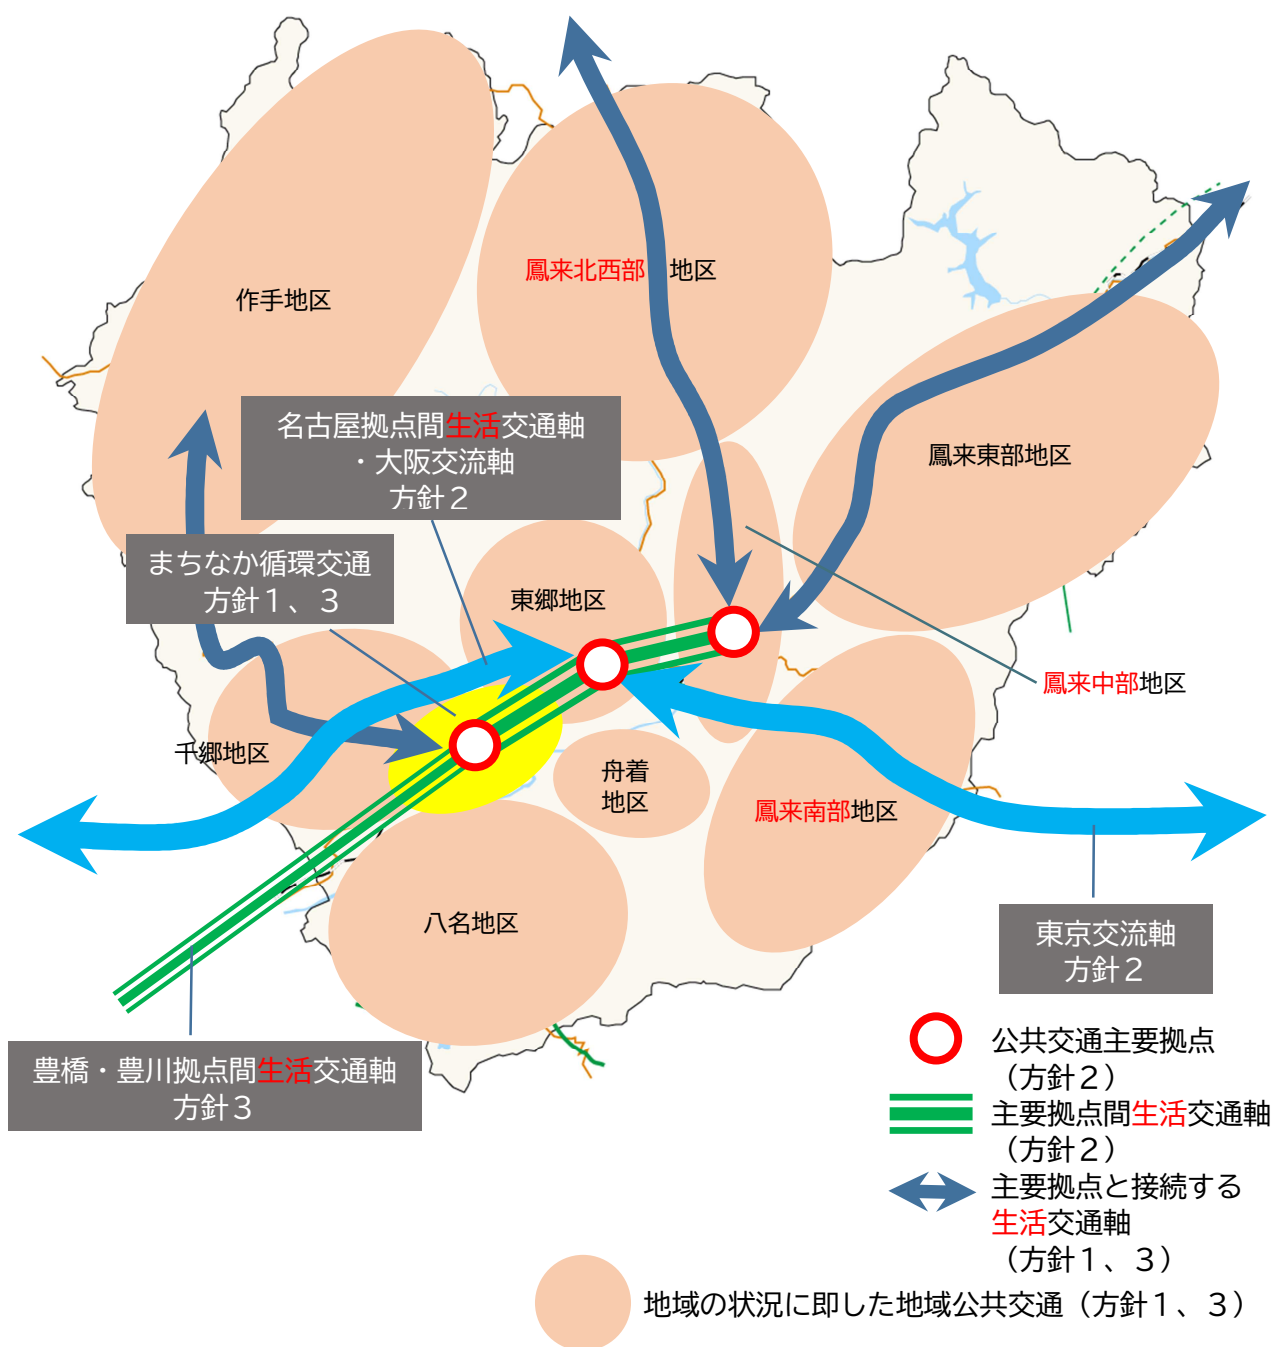 鳳来北西部 地区
作手地区
名古屋拠点間生活交通軸
・大阪交流軸
方針２
鳳来東部地区
まちなか循環交通
方針１、３
東郷地区
鳳来中部地区
千郷地区
舟着
地区
鳳来南部地区
八名地区
東京交流軸
方針２
豊橋・豊川拠点間生活交通軸
方針３
公共交通主要拠点
（方針２）
主要拠点間生活交通軸
（方針２）
主要拠点と接続する
生活交通軸
（方針１、３）
地域の状況に即した地域公共交通（方針１、３）